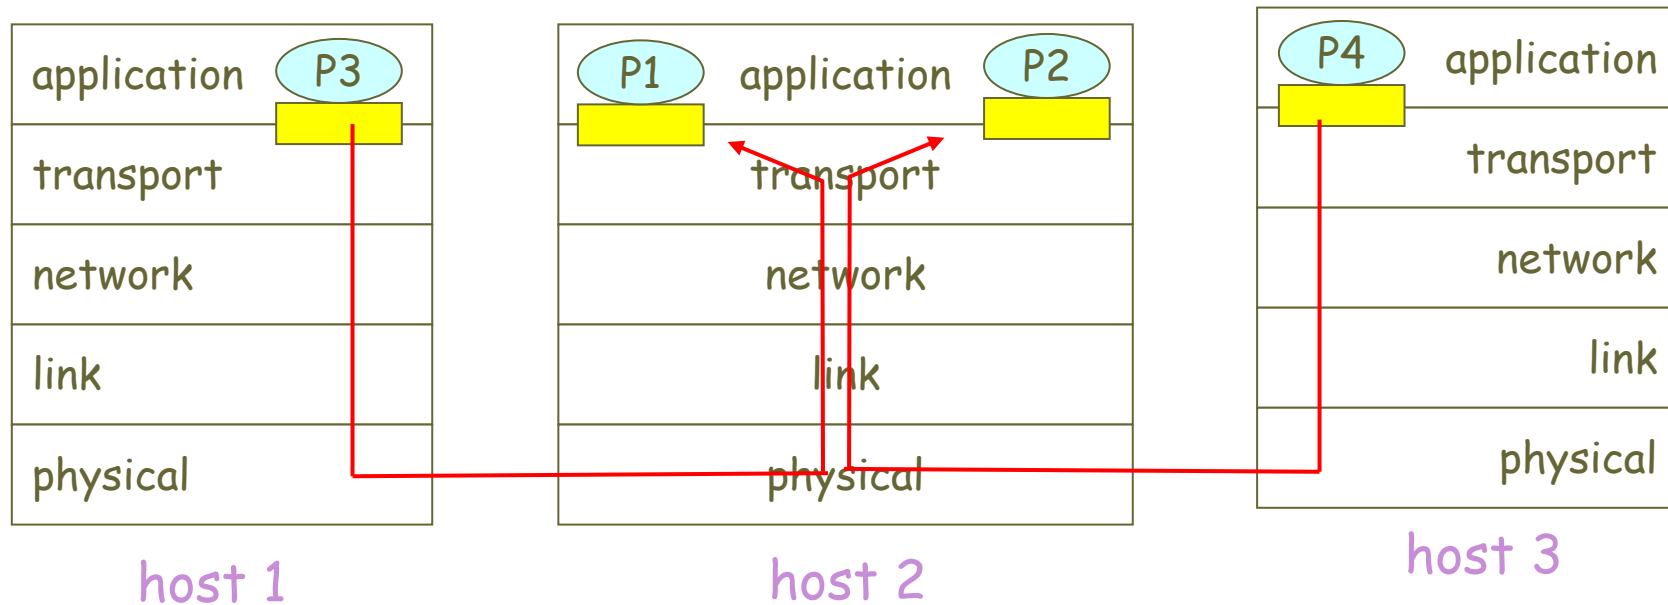 application
P3
transport
network
link
physical
host 1
P1
application
P2
transport
network
link
physical
host 2
P4
application
transport
network
link
physical
host 3